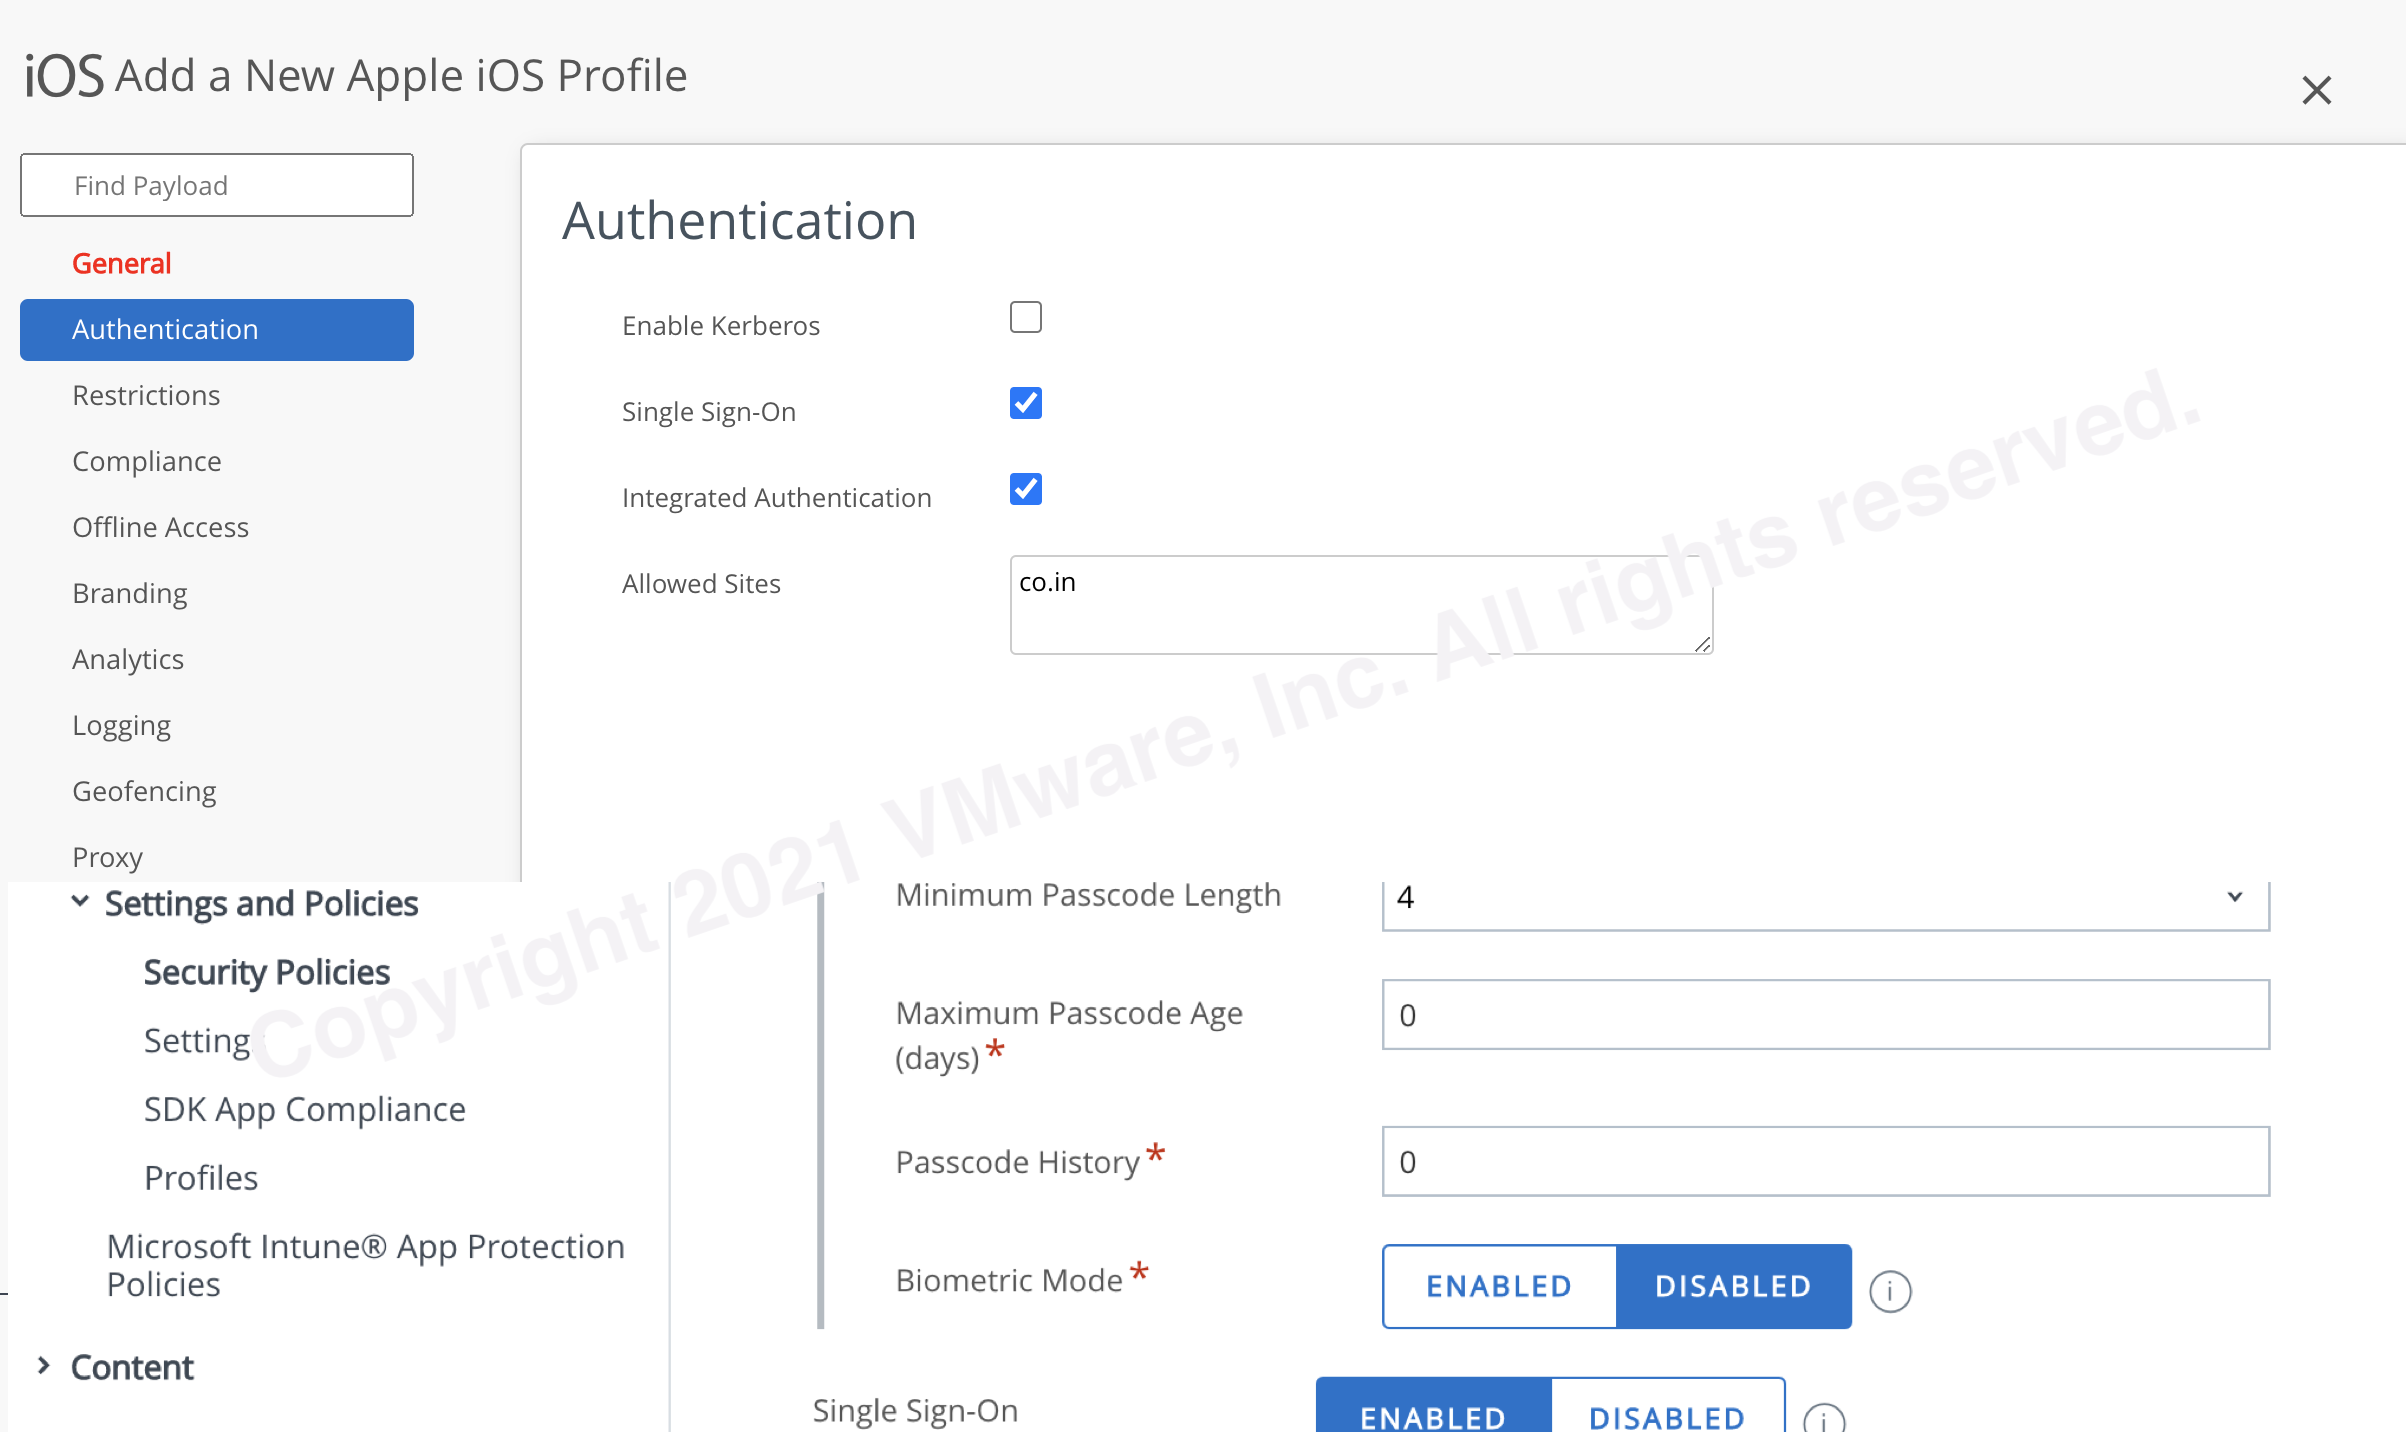 iOS Add a New Apple iOS Profile
Find Payload
General
Authentication
Restrictions
Compliance
Offline Access
Branding
Analytics
Logging
Geofencing
Proxy
Authentication
Enable Kerberos
Single Sign-On
Integrated Authentication
Allowed Sites
co.in
Copyright 2021 VMware, Inc. All rights reserved.
Settings and Policies
Security Policies
Settings
SDK App Compliance
Profiles
Microsoft Intune® App Protection
Policies
Content
Minimum Passcode Length
4
Maximum Passcode Age
(days) *
0
Passcode History *
0
Biometric Mode *
ENABLED DISABLED
Single Sign-On
ENABLED DISABLED